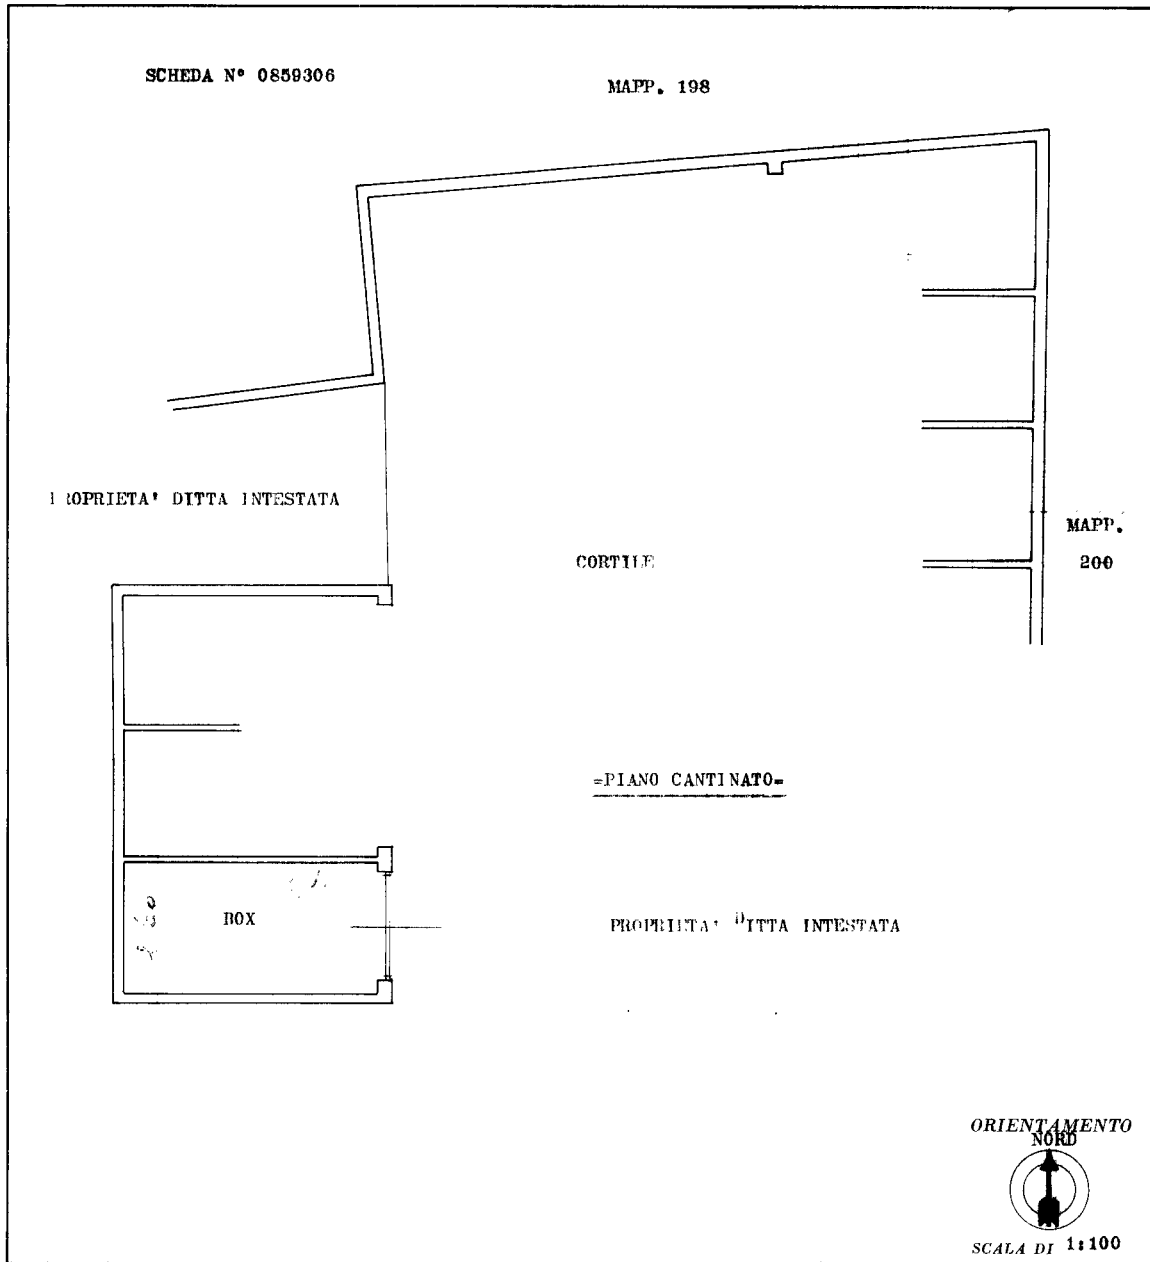 SCHEDA N° 0859306
MAPP. 198
PROPRIETA' DITTA INTESTATA
MAPP.
200
CORTILE
=PIANO CANTINATO=
BOX
PROPRIETA' DITTA INTESTATA
ORIENTAMENTO
NORD
SCALA DI 1:100